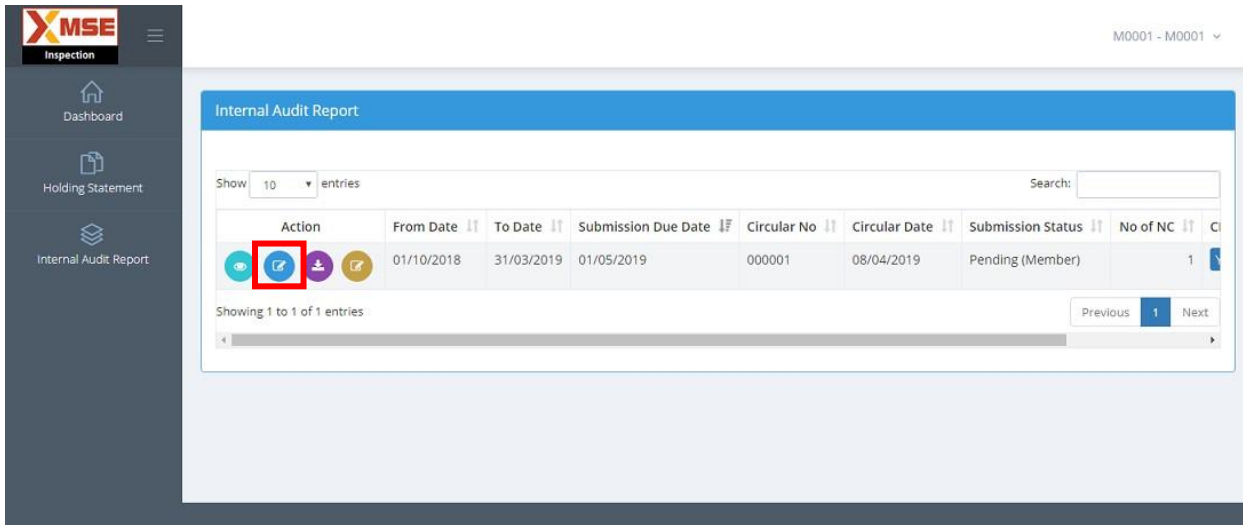 XMSE
Inspection
M0001 - M0001
Dashboard
Holding Statement
Internal Audit Report
Internal Audit Report
Show 10 entries
Search:
Action From Date To Date Submission Due Date Circular No Circular Date Submission Status No of NC
01/10/2018 31/03/2019 01/05/2019 000001 08/04/2019 Pending (Member) 1
Showing 1 to 1 of 1 entries
Previous 1 Next